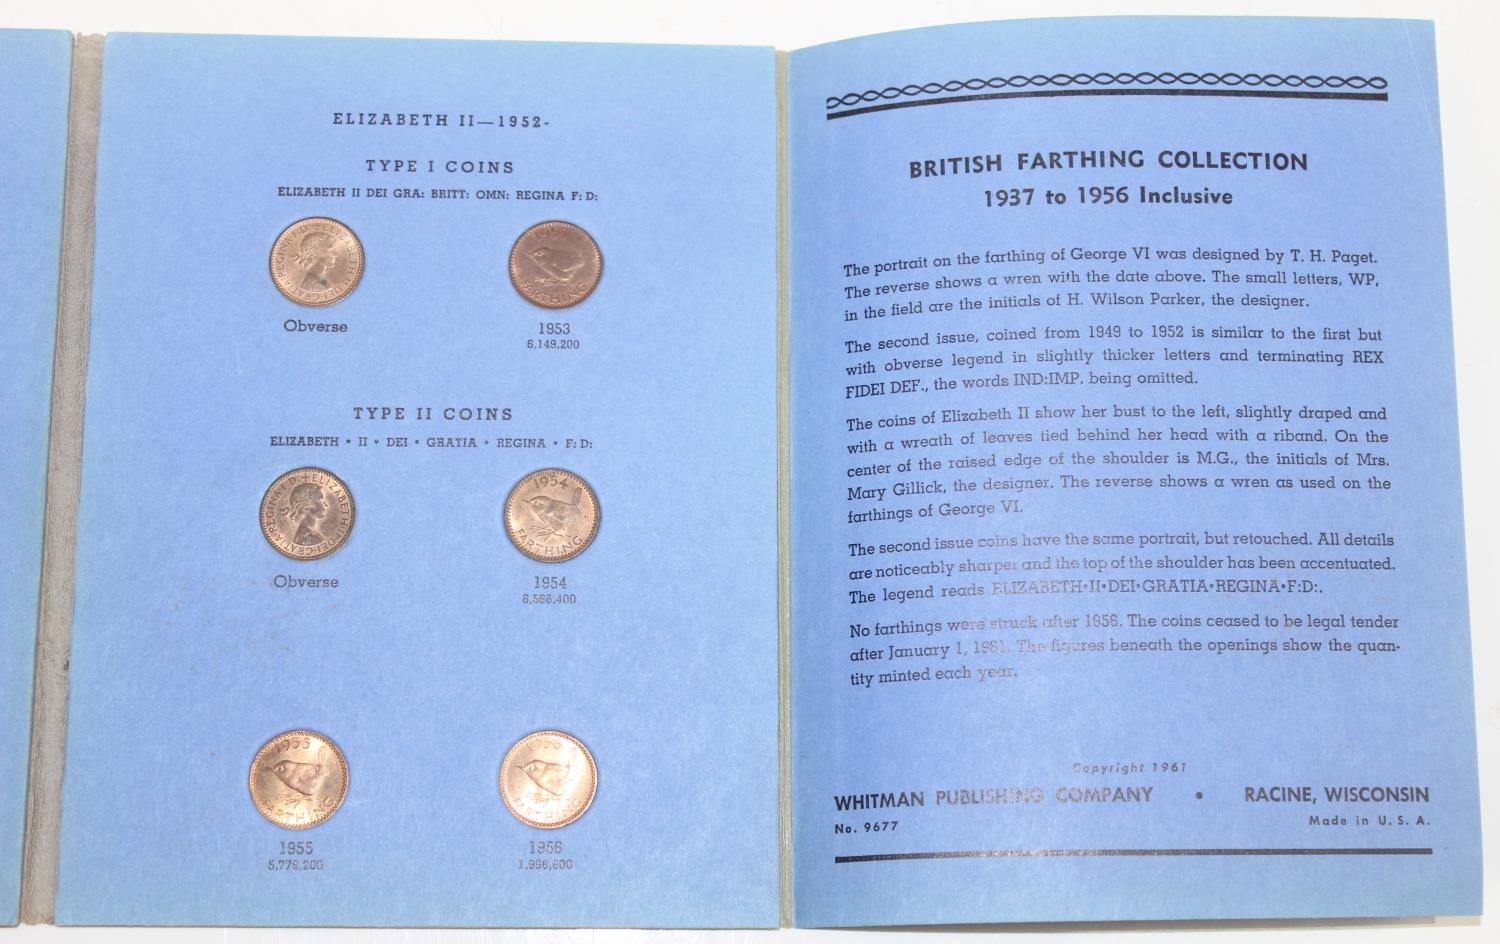 ELIZABETH II—1952-
TYPE I COINS
ELIZABETH II DEI GRA: BRITT: OMN: REGINA F: D:
Obverse
1953
6,149,200
TYPE II COINS
ELIZABETH • II • DEI • GRATIA • REGINA • F: D:
REGINA·F:D·+ELIZABETH·II·DEI·GRATIA
1954
FARTHING
Obverse
1954
6,566,400
1955
FARTHING
1956
FARTHING
1955
5,779,200
1956
1,996,800
BRITISH FARTHING COLLECTION
1937 to 1956 Inclusive
The portrait on the farthing of George VI was designed by T. H. Paget.
The reverse shows a wren with the date above. The small letters, WP,
in the field are the initials of H. Wilson Parker, the designer.
The second issue, coined from 1949 to 1952 is similar to the first but
with obverse legend in slightly thicker letters and terminating REX
FIDEI DEF., the words IND:IMP. being omitted.
The coins of Elizabeth II show her bust to the left, slightly draped and
with a wreath of leaves tied behind her head with a riband. On the
center of the raised edge of the shoulder is M.G., the initials of Mrs.
Mary Gillick, the designer. The reverse shows a wren as used on the
farthings of George VI.
The second issue coins have the same portrait, but retouched. All details
are noticeably sharper and the top of the shoulder has been accentuated.
The legend reads ELIZABETH•II•DEI•GRATIA•REGINA•F:D:.
No farthings were struck after 1956. The coins ceased to be legal tender
after January 1, 1961. The figures beneath the openings show the quan-
tity minted each year.
Copyright 1961
WHITMAN PUBLISHING COMPANY • RACINE, WISCONSIN
No. 9677
Made in U. S. A.